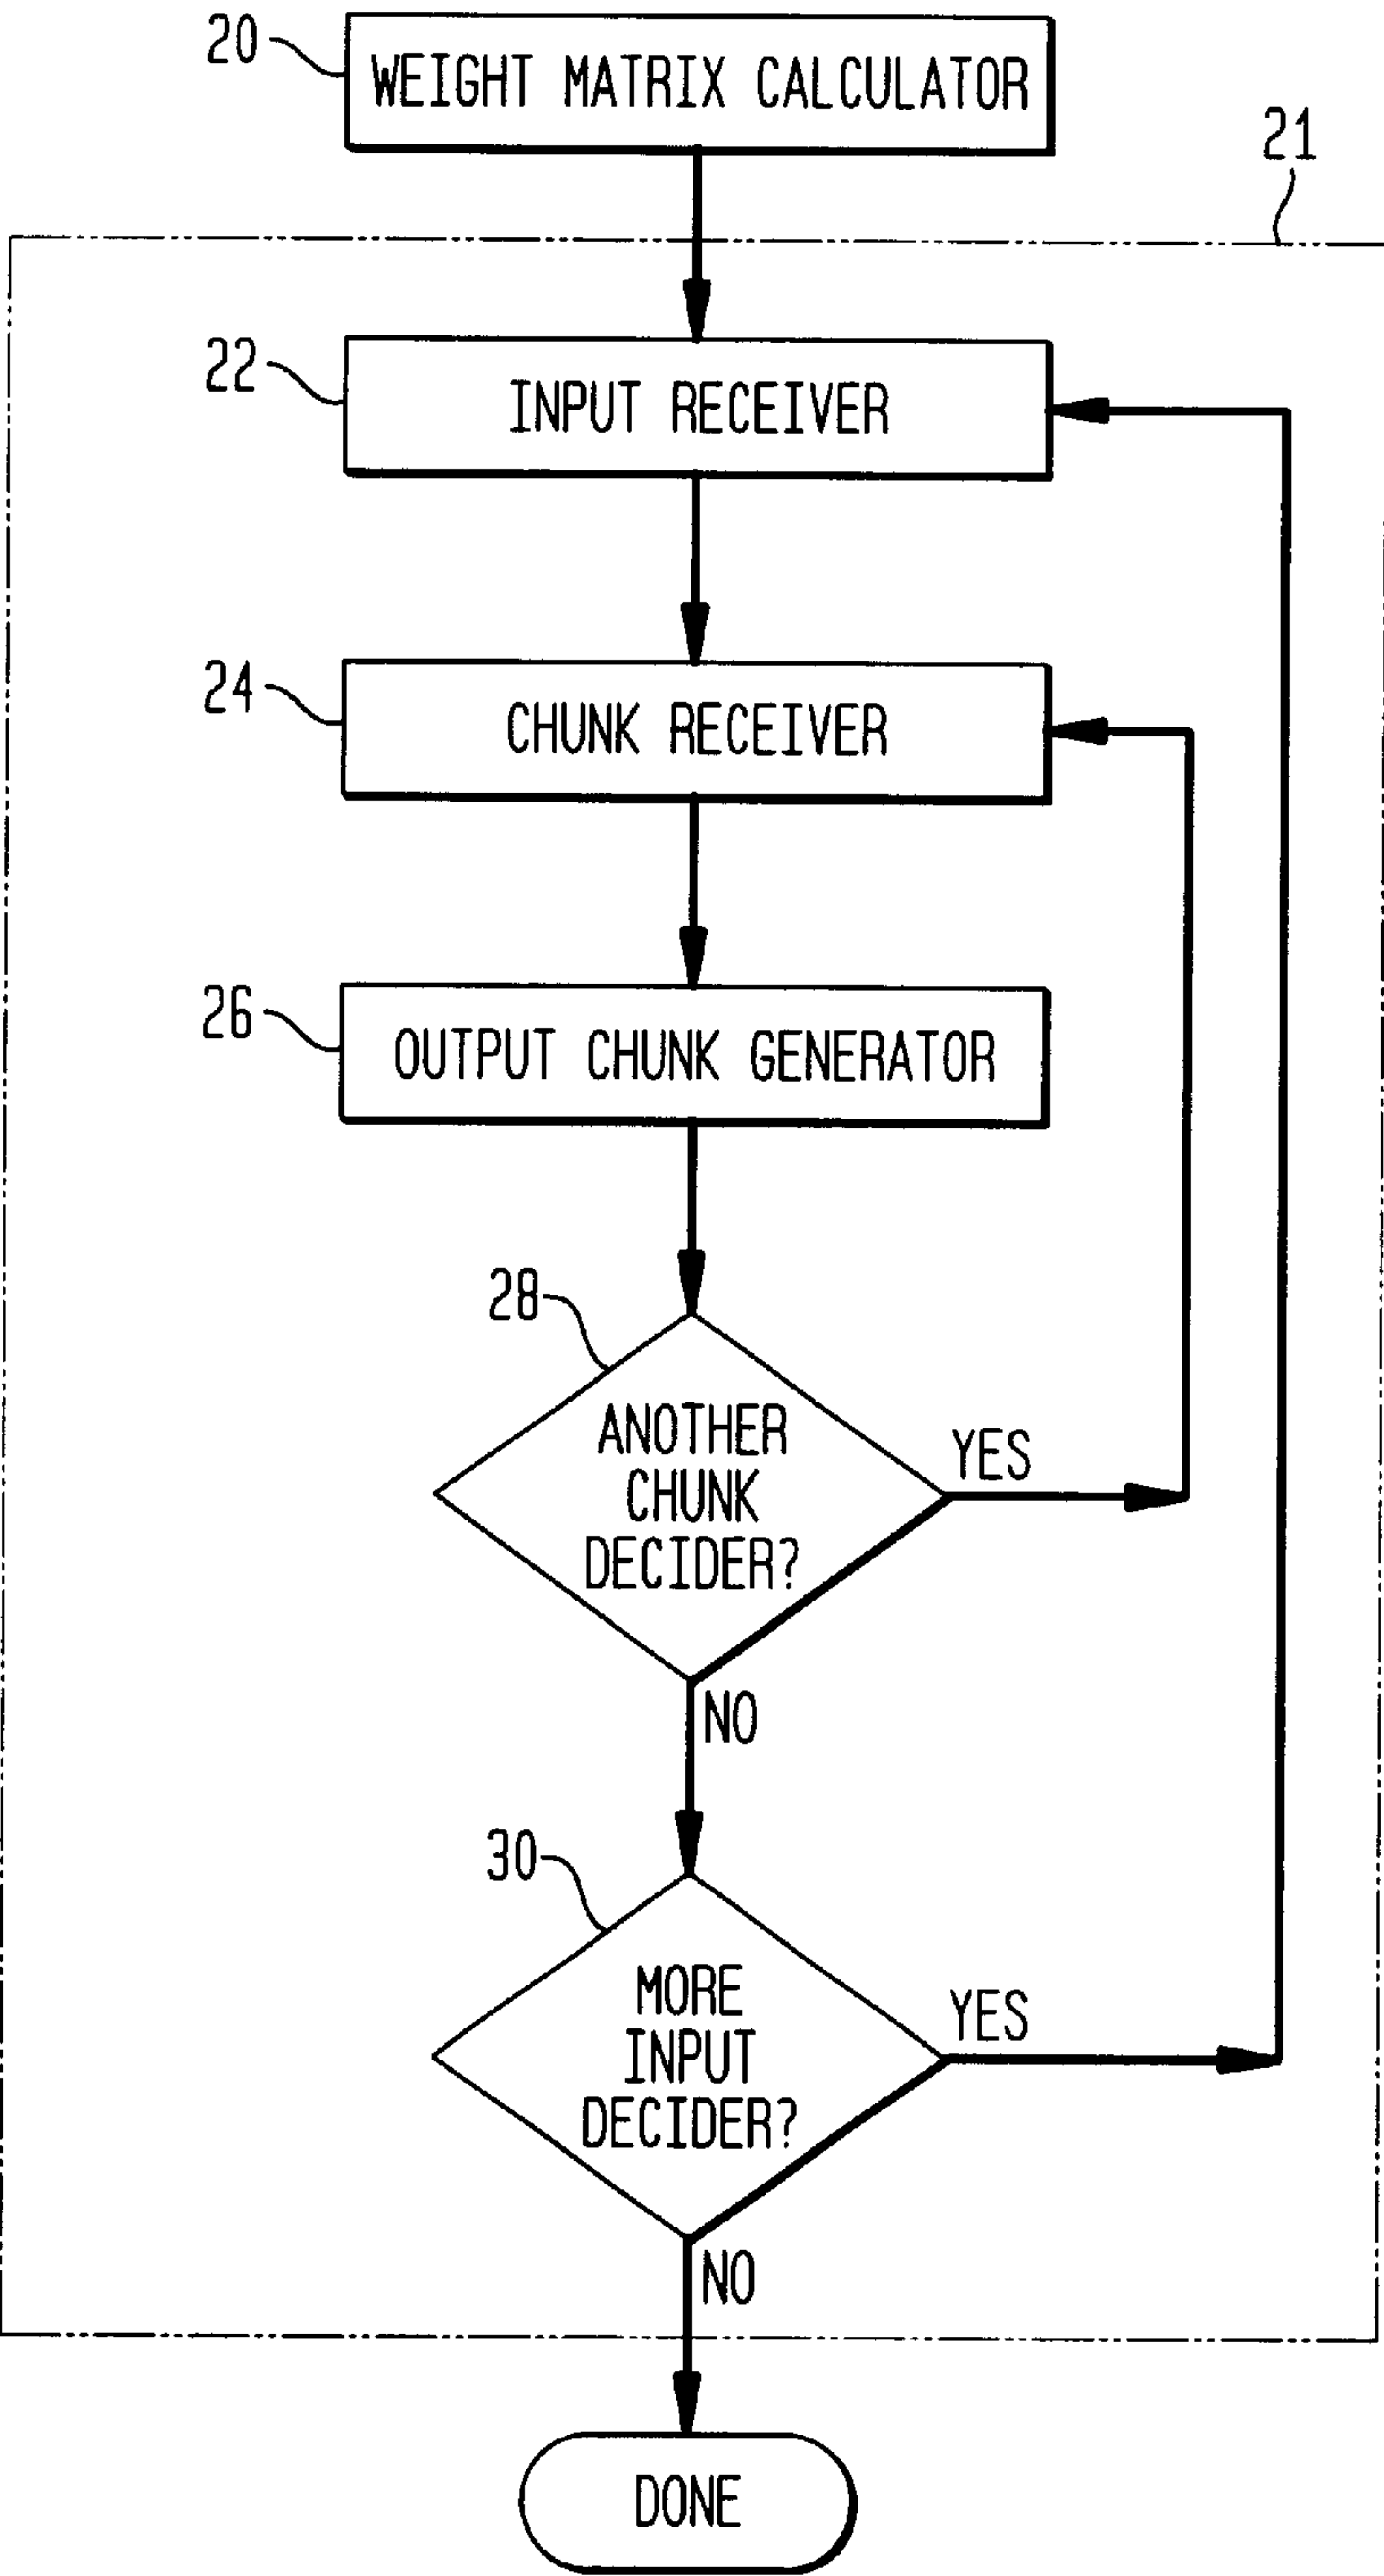 20
WEIGHT MATRIX CALCULATOR
21
22
INPUT RECEIVER
24
CHUNK RECEIVER
26
OUTPUT CHUNK GENERATOR
28
ANOTHER
CHUNK
DECIDER?
YES
NO
30
MORE
INPUT
DECIDER?
YES
NO
DONE